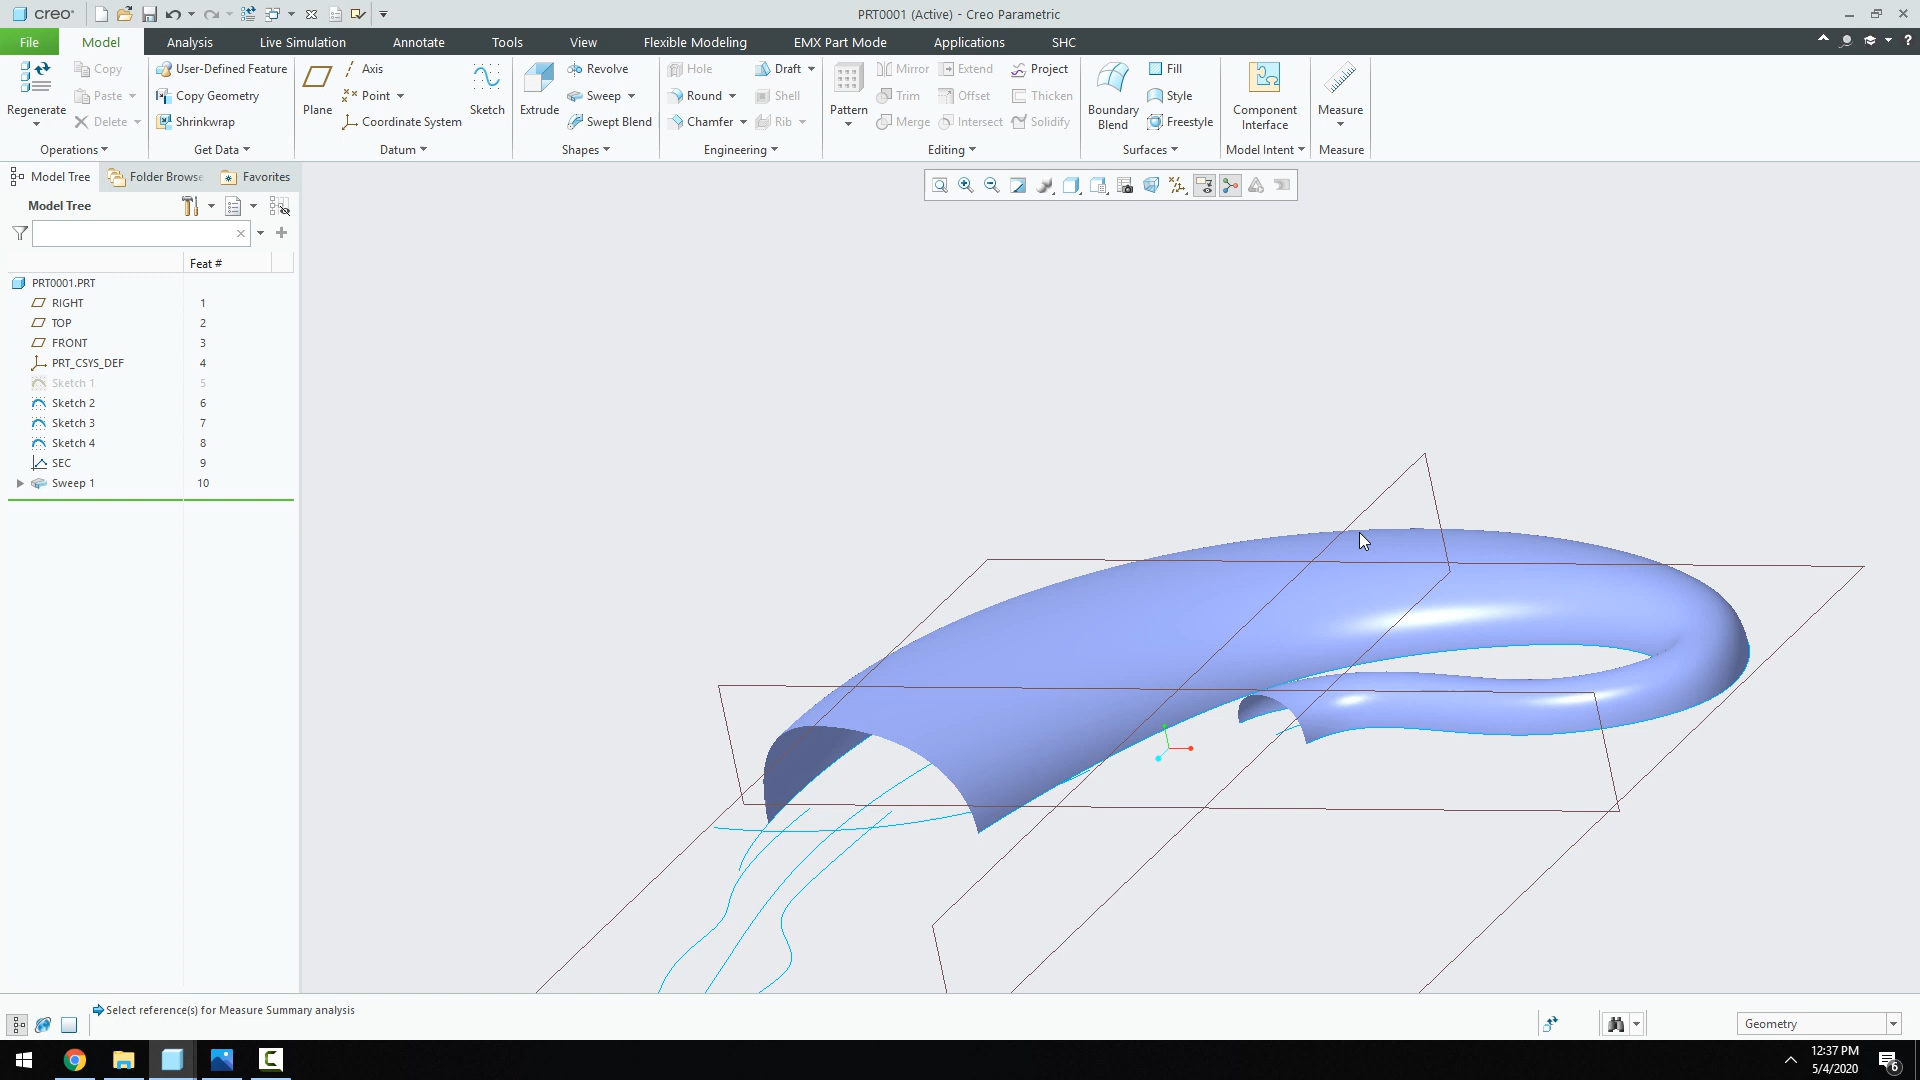 creo
PRT0001 (Active) - Creo Parametric
File Model Analysis Live Simulation Annotate Tools View Flexible Modeling EMX Part Mode Applications SHC
Regenerate
Copy
Paste
Delete
Operations
User-Defined Feature
Copy Geometry
Shrinkwrap
Get Data
Plane
Axis
Point
Coordinate System
Sketch
Datum
Extrude
Revolve
Sweep
Swept Blend
Shapes
Hole
Round
Chamfer
Draft
Shell
Rib
Engineering
Pattern
Mirror
Trim
Merge
Extend
Offset
Intersect
Project
Thicken
Solidify
Editing
Boundary
Blend
Fill
Style
Freestyle
Surfaces
Component
Interface
Model Intent
Measure
Measure
Model Tree Folder Browse Favorites
Model Tree
Feat #
PRT0001.PRT
RIGHT 1
TOP 2
FRONT 3
PRT_CSYS_DEF 4
Sketch 1 5
Sketch 2 6
Sketch 3 7
Sketch 4 8
SEC 9
Sweep 1 10
Select reference(s) for Measure Summary analysis
Geometry
12:37 PM
5/4/2020
6